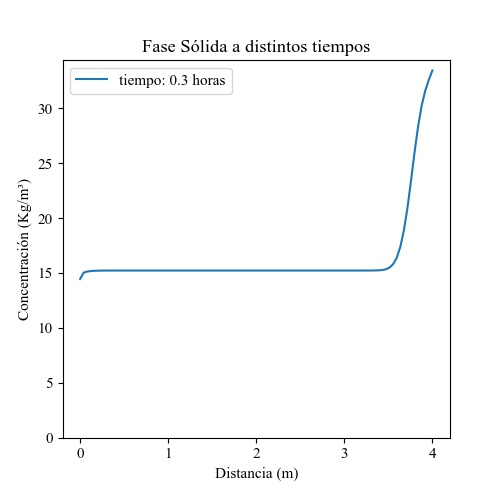 Fase Sólida a distintos tiempos
tiempo: 0.3 horas
Concentración (Kg/m³)
30
25
20
15
10
5
0
0 1 2 3 4
Distancia (m)